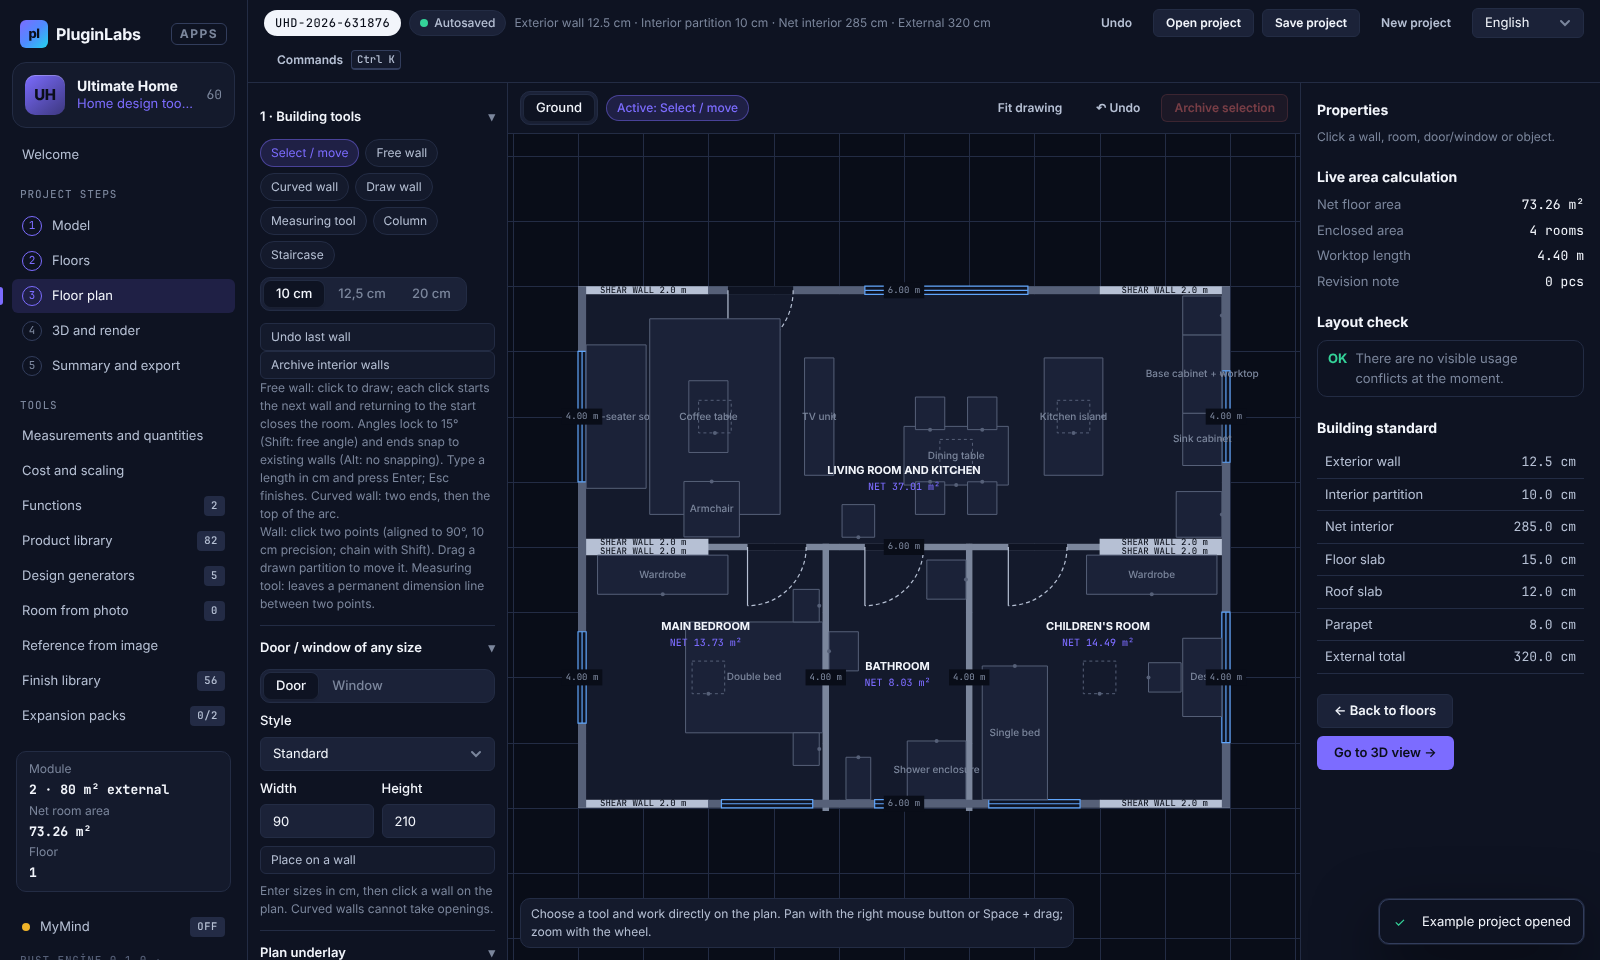 pl PluginLabs APPS
UH Ultimate Home
Home design too... 60
Welcome
PROJECT STEPS
1 Model
2 Floors
3 Floor plan
4 3D and render
5 Summary and export
TOOLS
Measurements and quantities
Cost and scaling
Functions 2
Product library 82
Design generators 5
Room from photo 0
Reference from image
Finish library 56
Expansion packs 0/2
Module
2 · 80 m² external
Net room area
73.26 m²
Floor
1
MyMind OFF
UHD-2026-631876 Autosaved Exterior wall 12.5 cm · Interior partition 10 cm · Net interior 285 cm · External 320 cm Undo Open project Save project New project English
Commands Ctrl K
1 · Building tools
Select / move Free wall
Curved wall Draw wall
Measuring tool Column
Staircase
10 cm 12,5 cm 20 cm
Undo last wall
Archive interior walls
Free wall: click to draw; each click starts
the next wall and returning to the start
closes the room. Angles lock to 15°
(Shift: free angle) and ends snap to
existing walls (Alt: no snapping). Type a
length in cm and press Enter; Esc
finishes. Curved wall: two ends, then the
top of the arc.
Wall: click two points (aligned to 90°, 10
cm precision; chain with Shift). Drag a
drawn partition to move it. Measuring
tool: leaves a permanent dimension line
between two points.
Door / window of any size
Door Window
Style
Standard
Width Height
90 210
Place on a wall
Enter sizes in cm, then click a wall on the
plan. Curved walls cannot take openings.
Plan underlay
Ground Active: Select / move Fit drawing ↶ Undo Archive selection
SHEAR WALL 2.0 m 6.00 m SHEAR WALL 2.0 m
Base cabinet + worktop
4.00 m -seater so Coffee table TV unit Kitchen island 4.00 m
Sink cabinet
Dining table
LIVING ROOM AND KITCHEN
NET 37.01 m²
Armchair
SHEAR WALL 2.0 m 6.00 m SHEAR WALL 2.0 m
SHEAR WALL 2.0 m SHEAR WALL 2.0 m
Wardrobe Wardrobe
MAIN BEDROOM CHILDREN'S ROOM
NET 13.73 m² NET 14.49 m²
BATHROOM
NET 8.03 m²
4.00 m Double bed 4.00 m 4.00 m 4.00 m
Single bed
Shower enclosure
SHEAR WALL 2.0 m 6.00 m SHEAR WALL 2.0 m
Choose a tool and work directly on the plan. Pan with the right mouse button or Space + drag;
zoom with the wheel.
Properties
Click a wall, room, door/window or object.
Live area calculation
Net floor area 73.26 m²
Enclosed area 4 rooms
Worktop length 4.40 m
Revision note 0 pcs
Layout check
OK There are no visible usage
conflicts at the moment.
Building standard
Exterior wall 12.5 cm
Interior partition 10.0 cm
Net interior 285.0 cm
Floor slab 15.0 cm
Roof slab 12.0 cm
Parapet 8.0 cm
External total 320.0 cm
← Back to floors
Go to 3D view →
✓ Example project opened